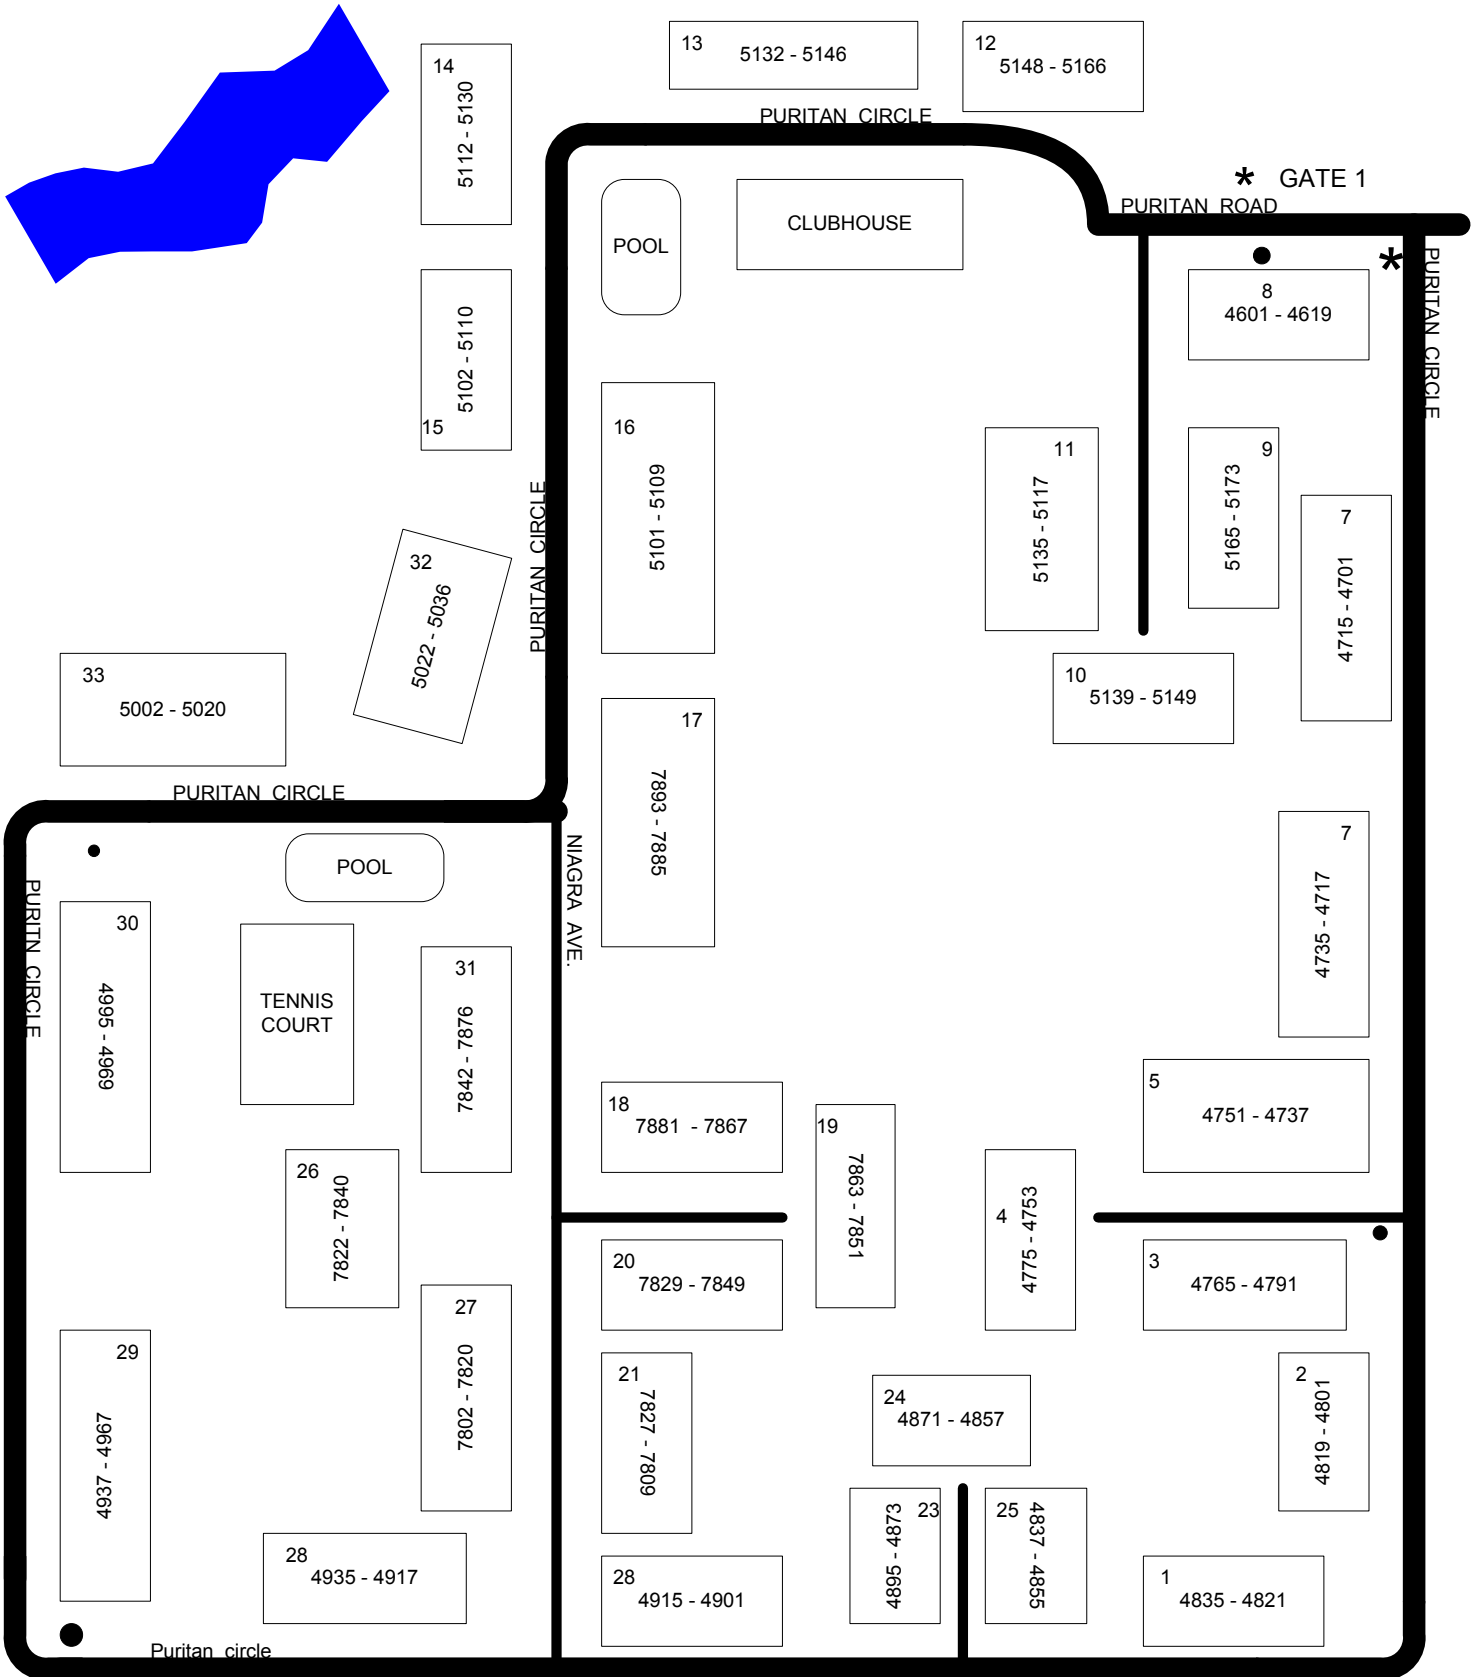 13
5132 - 5146
12
5148 - 5166
14
5112 - 5130
PURITAN CIRCLE
* GATE 1
PURITAN ROAD
POOL
CLUBHOUSE
*
PURITAN CIRCLE
8
4601 - 4619
5102 - 5110
15
16
5101 - 5109
11
5135 - 5117
9
5165 - 5173
7
4715 - 4701
PURITAN CIRCLE
32
5022 - 5036
33
5002 - 5020
10
5139 - 5149
17
7893 - 7885
PURITAN CIRCLE
POOL
NIAGRA AVE.
7
4735 - 4717
PURITN CIRCLE
30
4995 - 4969
TENNIS
COURT
31
7842 - 7876
18
7881 - 7867
19
7863 - 7851
5
4751 - 4737
26
7822 - 7840
4
4775 - 4753
20
7829 - 7849
3
4765 - 4791
27
7802 - 7820
29
4937 - 4967
21
7827 - 7809
24
4871 - 4857
2
4819 - 4801
23
4895 - 4873
25
4837 - 4855
28
4935 - 4917
28
4915 - 4901
1
4835 - 4821
Puritan circle